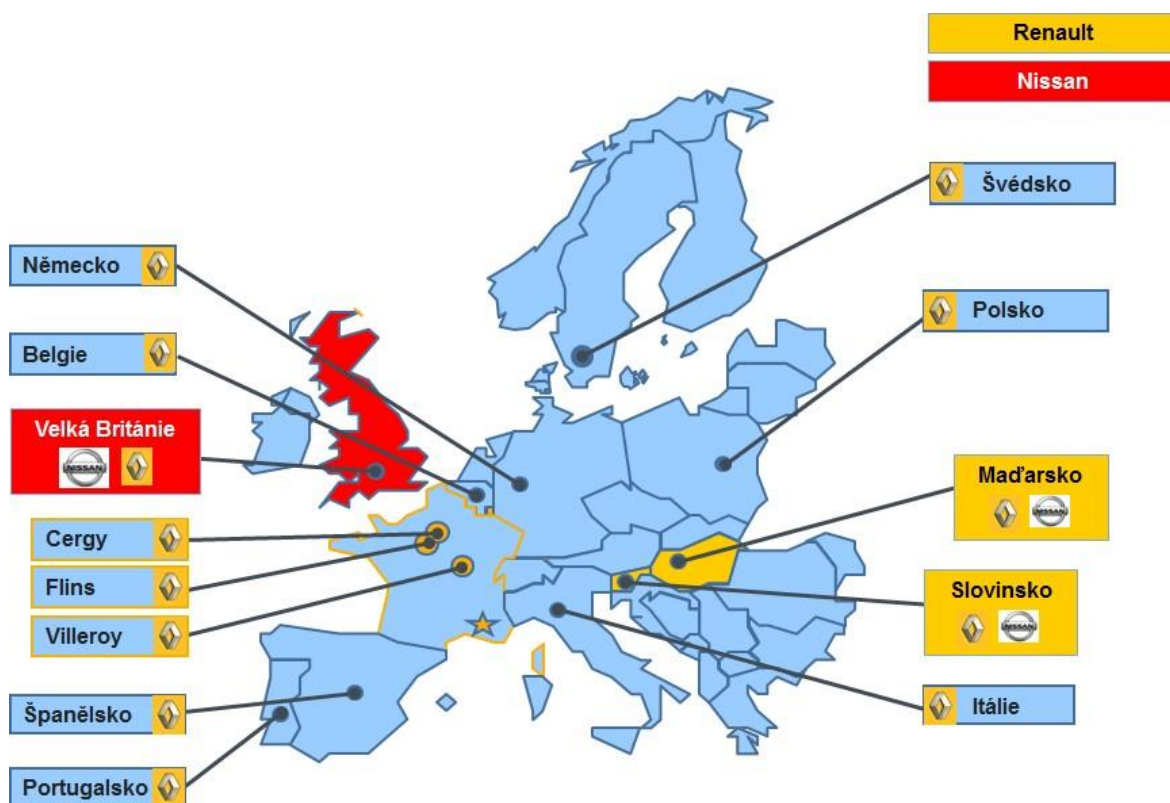 Renault
Nissan
Švédsko
Německo
Polsko
Belgie
Velká Británie
NISSAN
Maďarsko
NISSAN
Cergy
Flins
Slovinsko
NISSAN
Villeroy
Španělsko
Itálie
Portugalsko